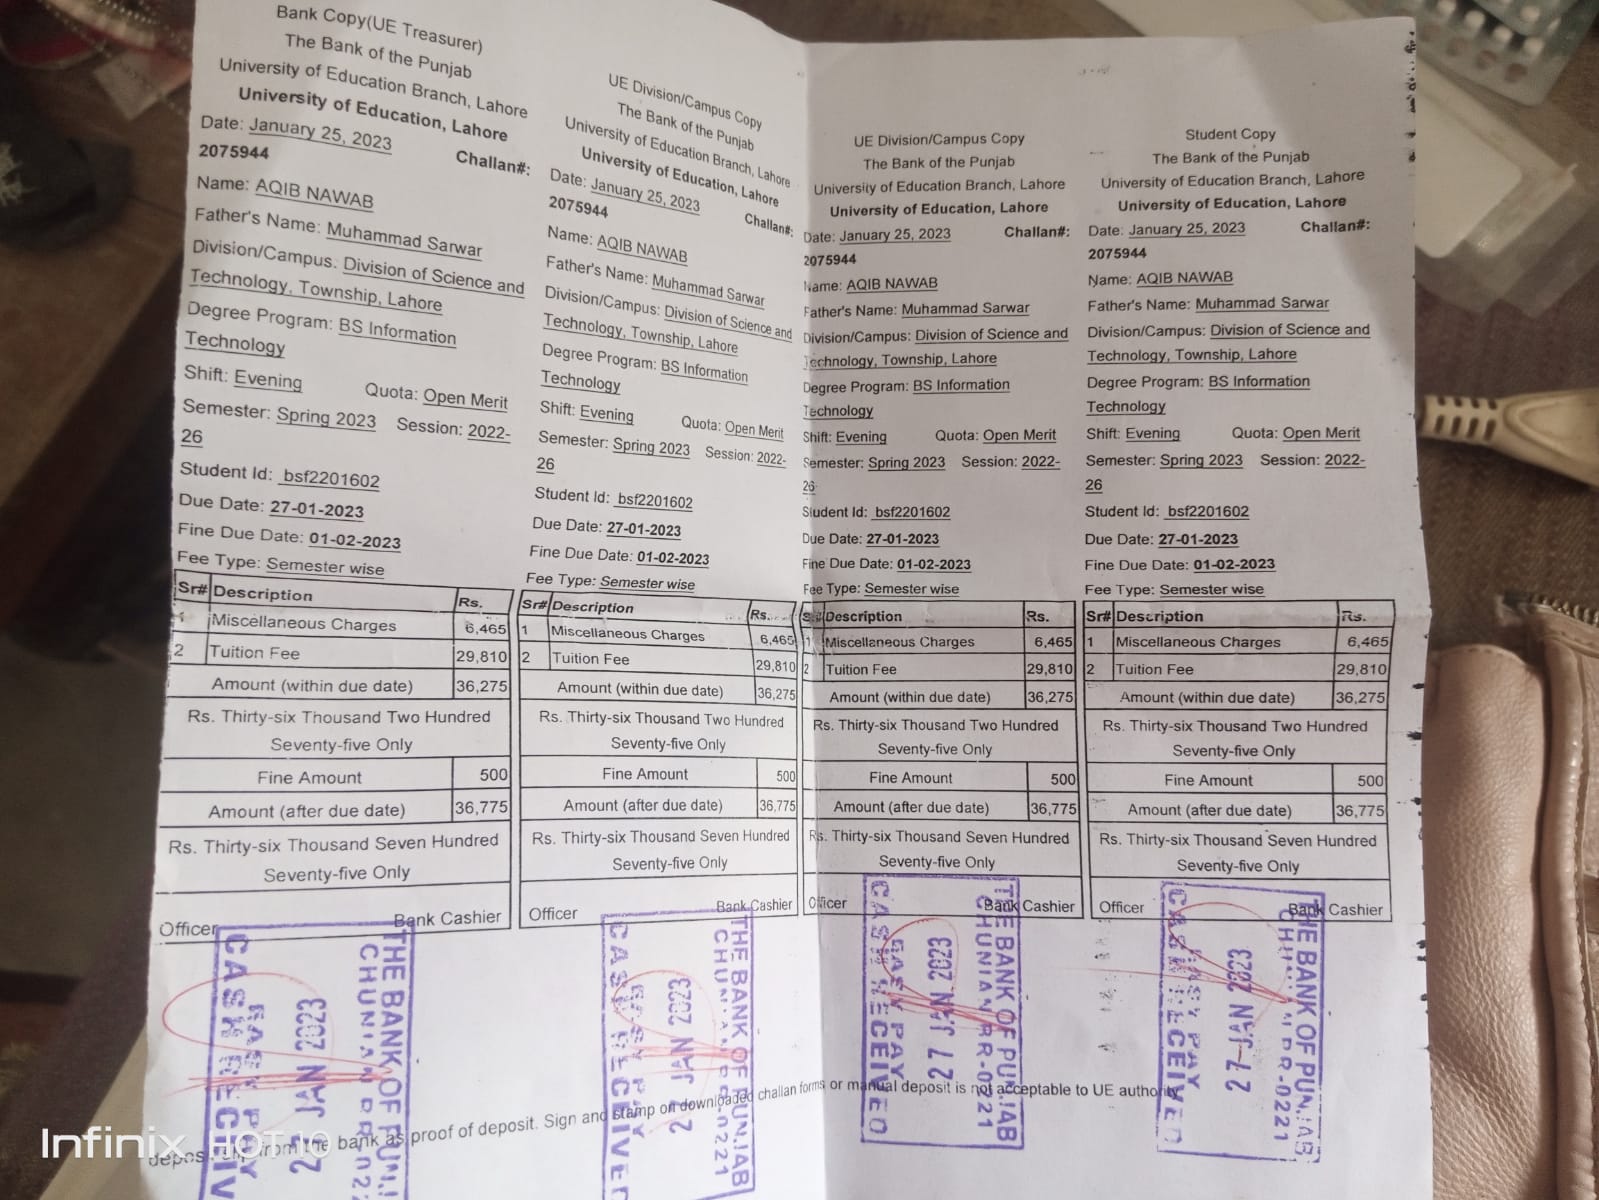 Bank Copy(UE Treasurer)
The Bank of the Punjab
University of Education Branch, Lahore
University of Education, Lahore
Date: January 25, 2023 Challan#:
2075944
Name: AQIB NAWAB
Father's Name: Muhammad Sarwar
Division/Campus: Division of Science and
Technology, Township, Lahore
Degree Program: BS Information
Technology
Shift: Evening Quota: Open Merit
Semester: Spring 2023 Session: 2022-
26
Student Id: bsf2201602
Due Date: 27-01-2023
Fine Due Date: 01-02-2023
Fee Type: Semester wise
Sr# Description Rs.
1 Miscellaneous Charges 6,465
2 Tuition Fee 29,810
Amount (within due date) 36,275
Rs. Thirty-six Thousand Two Hundred
Seventy-five Only
Fine Amount 500
Amount (after due date) 36,775
Rs. Thirty-six Thousand Seven Hundred
Seventy-five Only
Officer Bank Cashier
UE Division/Campus Copy
The Bank of the Punjab
University of Education Branch, Lahore
University of Education, Lahore
Date: January 25, 2023 Challan#:
2075944
Name: AQIB NAWAB
Father's Name: Muhammad Sarwar
Division/Campus: Division of Science and
Technology, Township, Lahore
Degree Program: BS Information
Technology
Shift: Evening Quota: Open Merit
Semester: Spring 2023 Session: 2022-
26
Student Id: bsf2201602
Due Date: 27-01-2023
Fine Due Date: 01-02-2023
Fee Type: Semester wise
Sr# Description Rs.
1 Miscellaneous Charges 6,465
2 Tuition Fee 29,810
Amount (within due date) 36,275
Rs. Thirty-six Thousand Two Hundred
Seventy-five Only
Fine Amount 500
Amount (after due date) 36,775
Rs. Thirty-six Thousand Seven Hundred
Seventy-five Only
Officer Bank Cashier
UE Division/Campus Copy
The Bank of the Punjab
University of Education Branch, Lahore
University of Education, Lahore
Date: January 25, 2023 Challan#:
2075944
Name: AQIB NAWAB
Father's Name: Muhammad Sarwar
Division/Campus: Division of Science and
Technology, Township, Lahore
Degree Program: BS Information
Technology
Shift: Evening Quota: Open Merit
Semester: Spring 2023 Session: 2022-
26
Student Id: bsf2201602
Due Date: 27-01-2023
Fine Due Date: 01-02-2023
Fee Type: Semester wise
Sr# Description Rs.
1 Miscellaneous Charges 6,465
2 Tuition Fee 29,810
Amount (within due date) 36,275
Rs. Thirty-six Thousand Two Hundred
Seventy-five Only
Fine Amount 500
Amount (after due date) 36,775
Rs. Thirty-six Thousand Seven Hundred
Seventy-five Only
Officer Bank Cashier
Student Copy
The Bank of the Punjab
University of Education Branch, Lahore
University of Education, Lahore
Date: January 25, 2023 Challan#:
2075944
Name: AQIB NAWAB
Father's Name: Muhammad Sarwar
Division/Campus: Division of Science and
Technology, Township, Lahore
Degree Program: BS Information
Technology
Shift: Evening Quota: Open Merit
Semester: Spring 2023 Session: 2022-
26
Student Id: bsf2201602
Due Date: 27-01-2023
Fine Due Date: 01-02-2023
Fee Type: Semester wise
Sr# Description Rs.
1 Miscellaneous Charges 6,465
2 Tuition Fee 29,810
Amount (within due date) 36,275
Rs. Thirty-six Thousand Two Hundred
Seventy-five Only
Fine Amount 500
Amount (after due date) 36,775
Rs. Thirty-six Thousand Seven Hundred
Seventy-five Only
Officer Bank Cashier
THE BANK OF
CHUNIAN
JAN 2023
CASH
THE BANK OF PUNJAB
CHUNIAN BR-0221
JAN 2023
CASH RECEIVED
THE BANK OF PUNJAB
CHUNIAN BR-0221
27 JAN 2023
CASH RECEIVED
THE BANK OF PUNJAB
BR-0221
27 JAN 2023
CASH RECEIVED
from the bank as proof of deposit. Sign and stamp on downloaded challan forms or manual deposit is not acceptable to UE authority
Infinix HOT 10